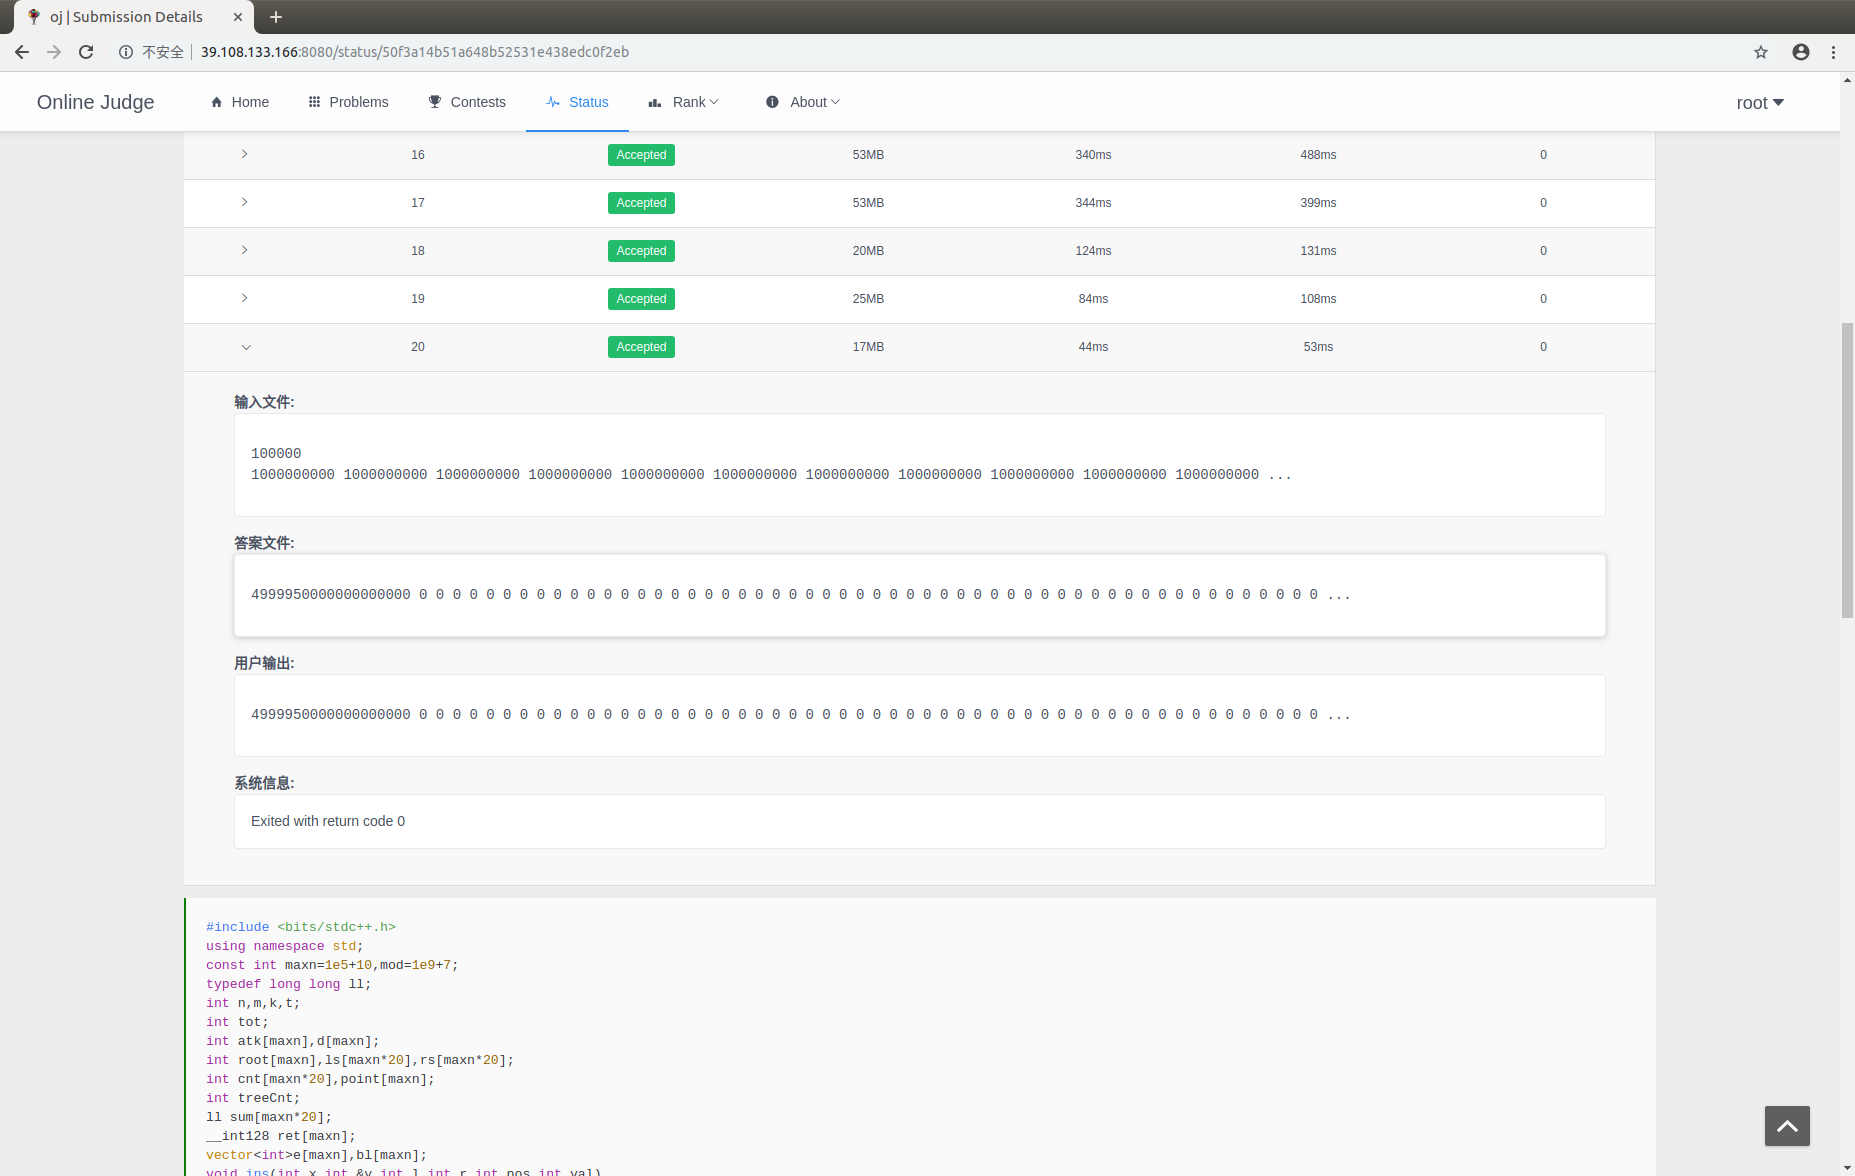 oj | Submission Details
不安全 39.108.133.166:8080/status/50f3a14b51a648b52531e438edc0f2eb
Online Judge Home Problems Contests Status Rank About root
16 Accepted 53MB 340ms 488ms 0
17 Accepted 53MB 344ms 399ms 0
18 Accepted 20MB 124ms 131ms 0
19 Accepted 25MB 84ms 108ms 0
20 Accepted 17MB 44ms 53ms 0
输入文件:
100000
1000000000 1000000000 1000000000 1000000000 1000000000 1000000000 1000000000 1000000000 1000000000 1000000000 1000000000 ...
答案文件:
4999950000000000000 0 0 0 0 0 0 0 0 0 0 0 0 0 0 0 0 0 0 0 0 0 0 0 0 0 0 0 0 0 0 0 0 0 0 0 0 0 0 0 0 0 0 0 0 0 0 0 0 0 0 0 0 0 0 ...
用户输出:
4999950000000000000 0 0 0 0 0 0 0 0 0 0 0 0 0 0 0 0 0 0 0 0 0 0 0 0 0 0 0 0 0 0 0 0 0 0 0 0 0 0 0 0 0 0 0 0 0 0 0 0 0 0 0 0 0 0 ...
系统信息:
Exited with return code 0
#include <bits/stdc++.h>
using namespace std;
const int maxn=1e5+10,mod=1e9+7;
typedef long long ll;
int n,m,k,t;
int tot;
int atk[maxn],d[maxn];
int root[maxn],ls[maxn*20],rs[maxn*20];
int cnt[maxn*20],point[maxn];
int treeCnt;
ll sum[maxn*20];
__int128 ret[maxn];
vector<int>e[maxn],bl[maxn];
void ins(int x,int &y,int l,int r,int pos,int val)